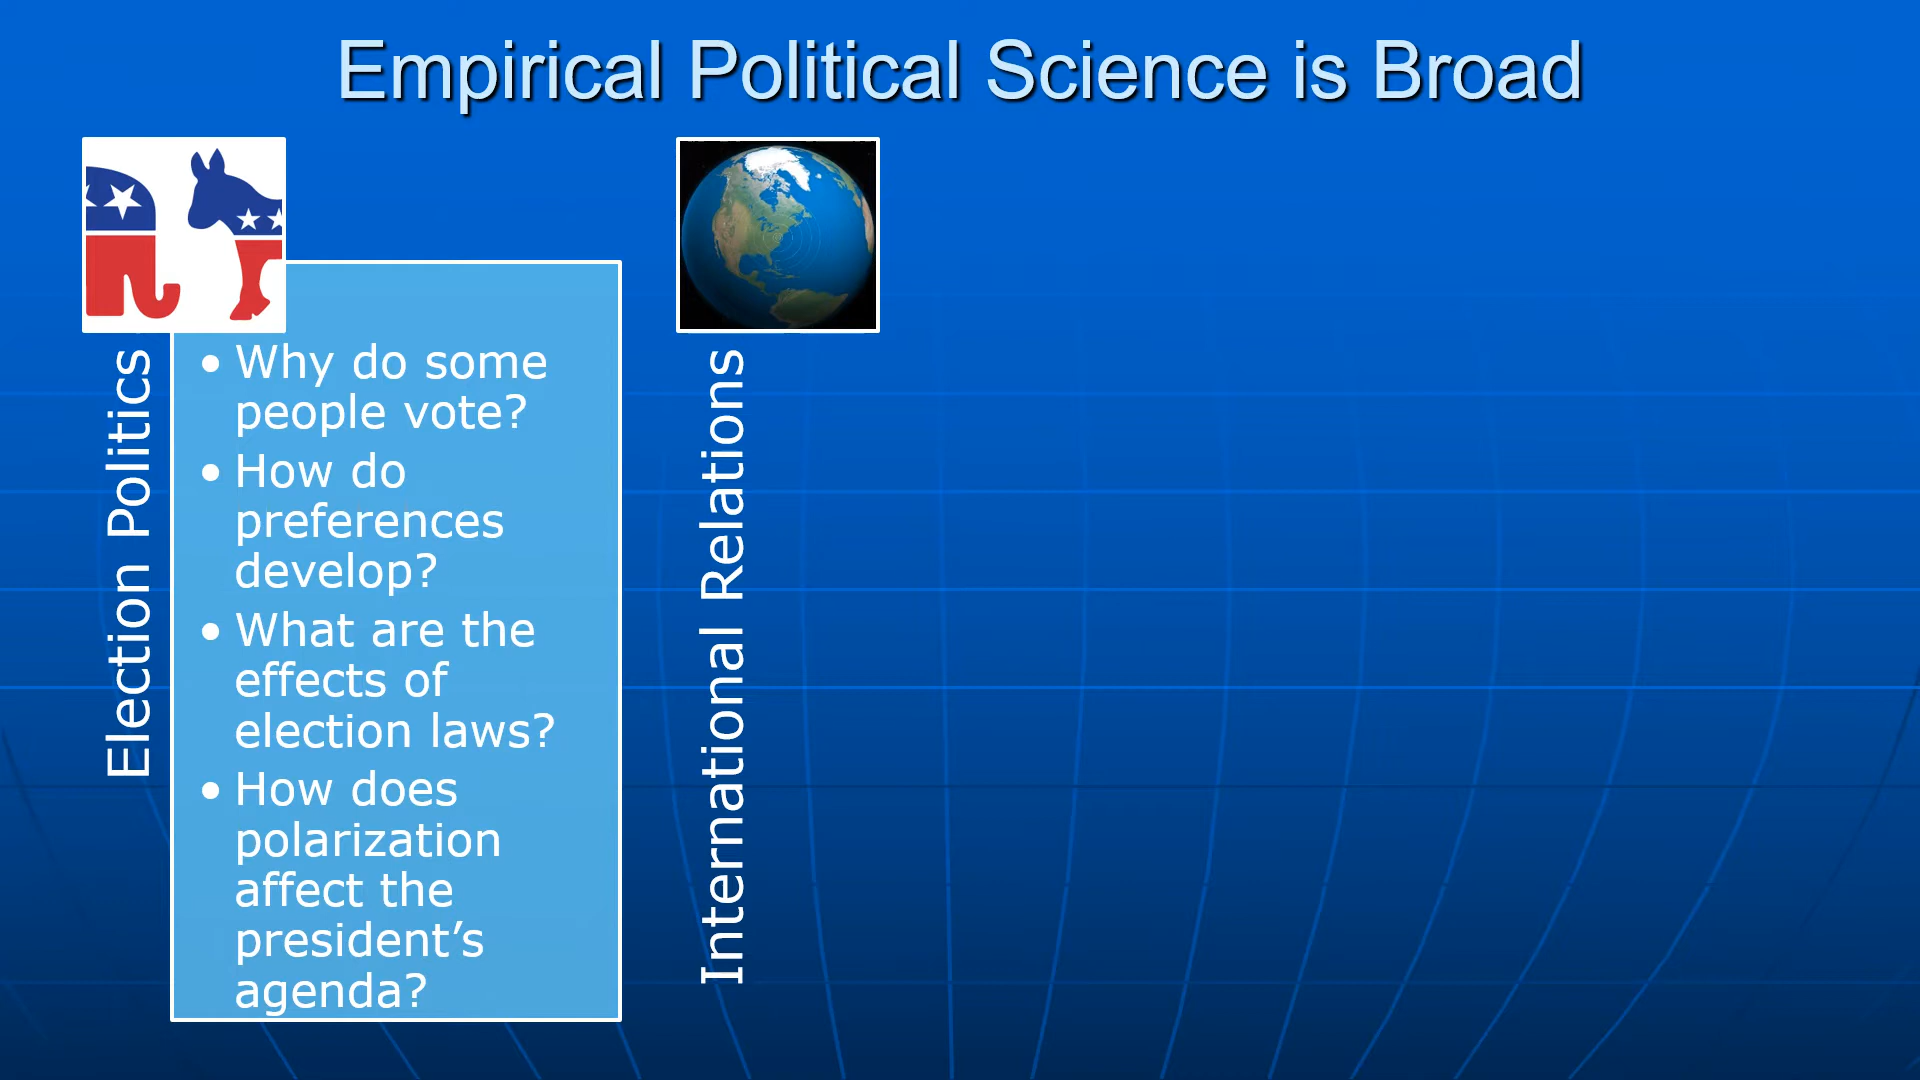 Empirical Political Science is Broad
Election Politics
• Why do some
people vote?
• How do
preferences
develop?
• What are the
effects of
election laws?
• How does
polarization
affect the
president’s
agenda?
International Relations